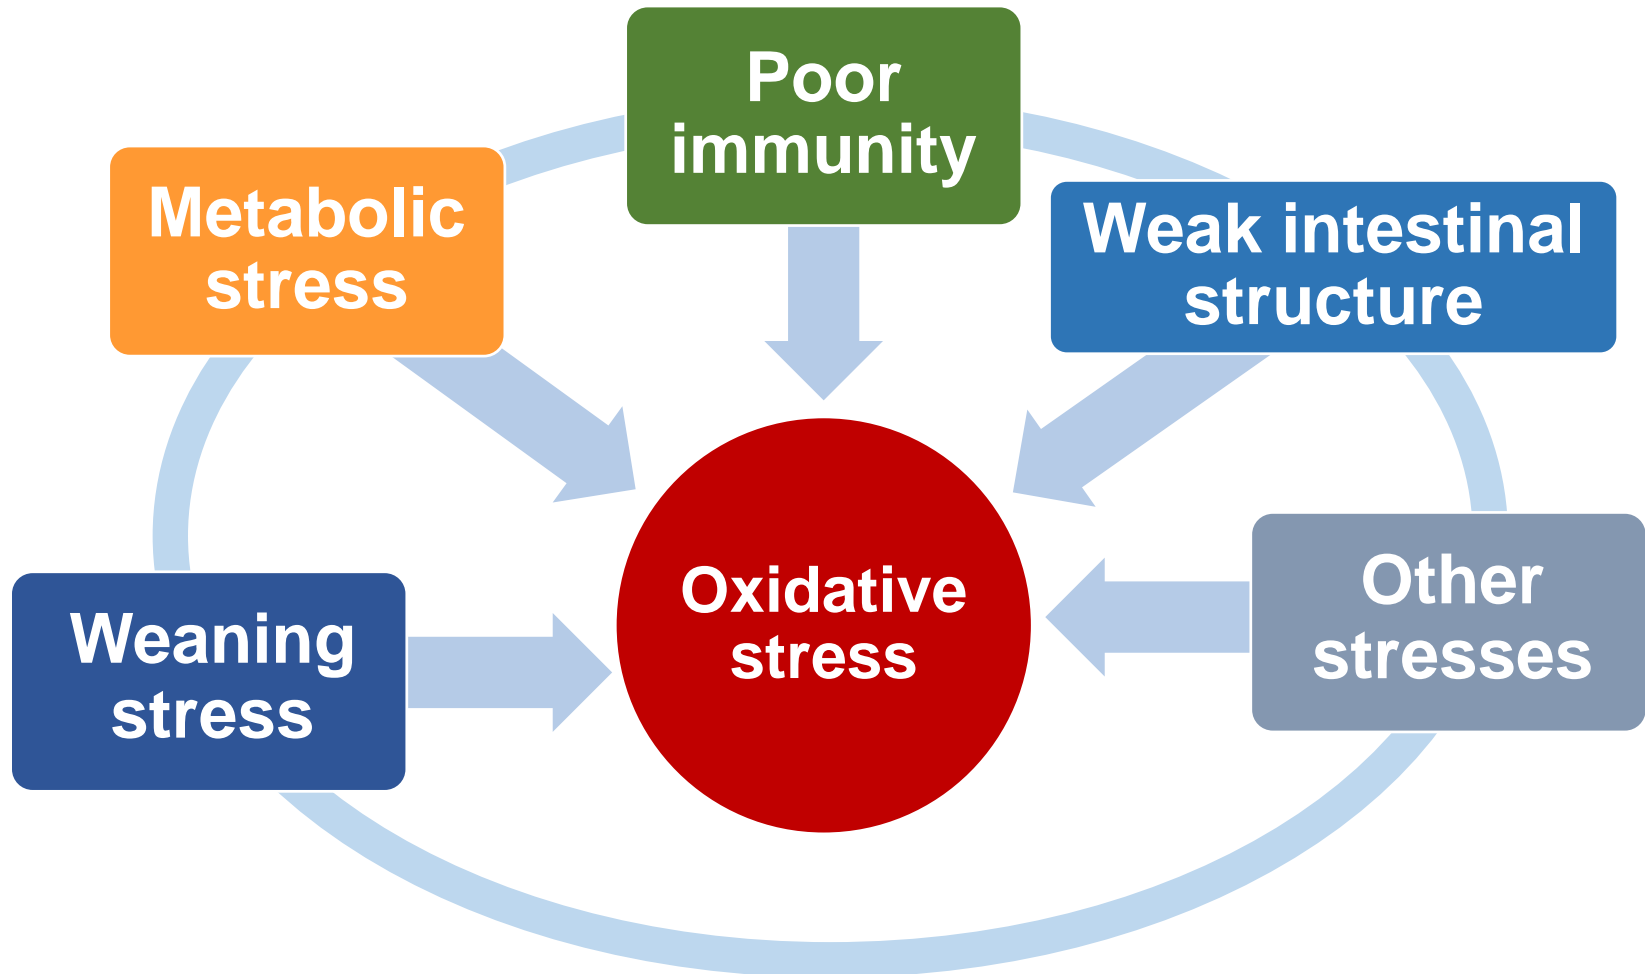 Poor
immunity
Metabolic
stress
Weak intestinal
structure
Oxidative
stress
Other
stresses
Weaning
stress